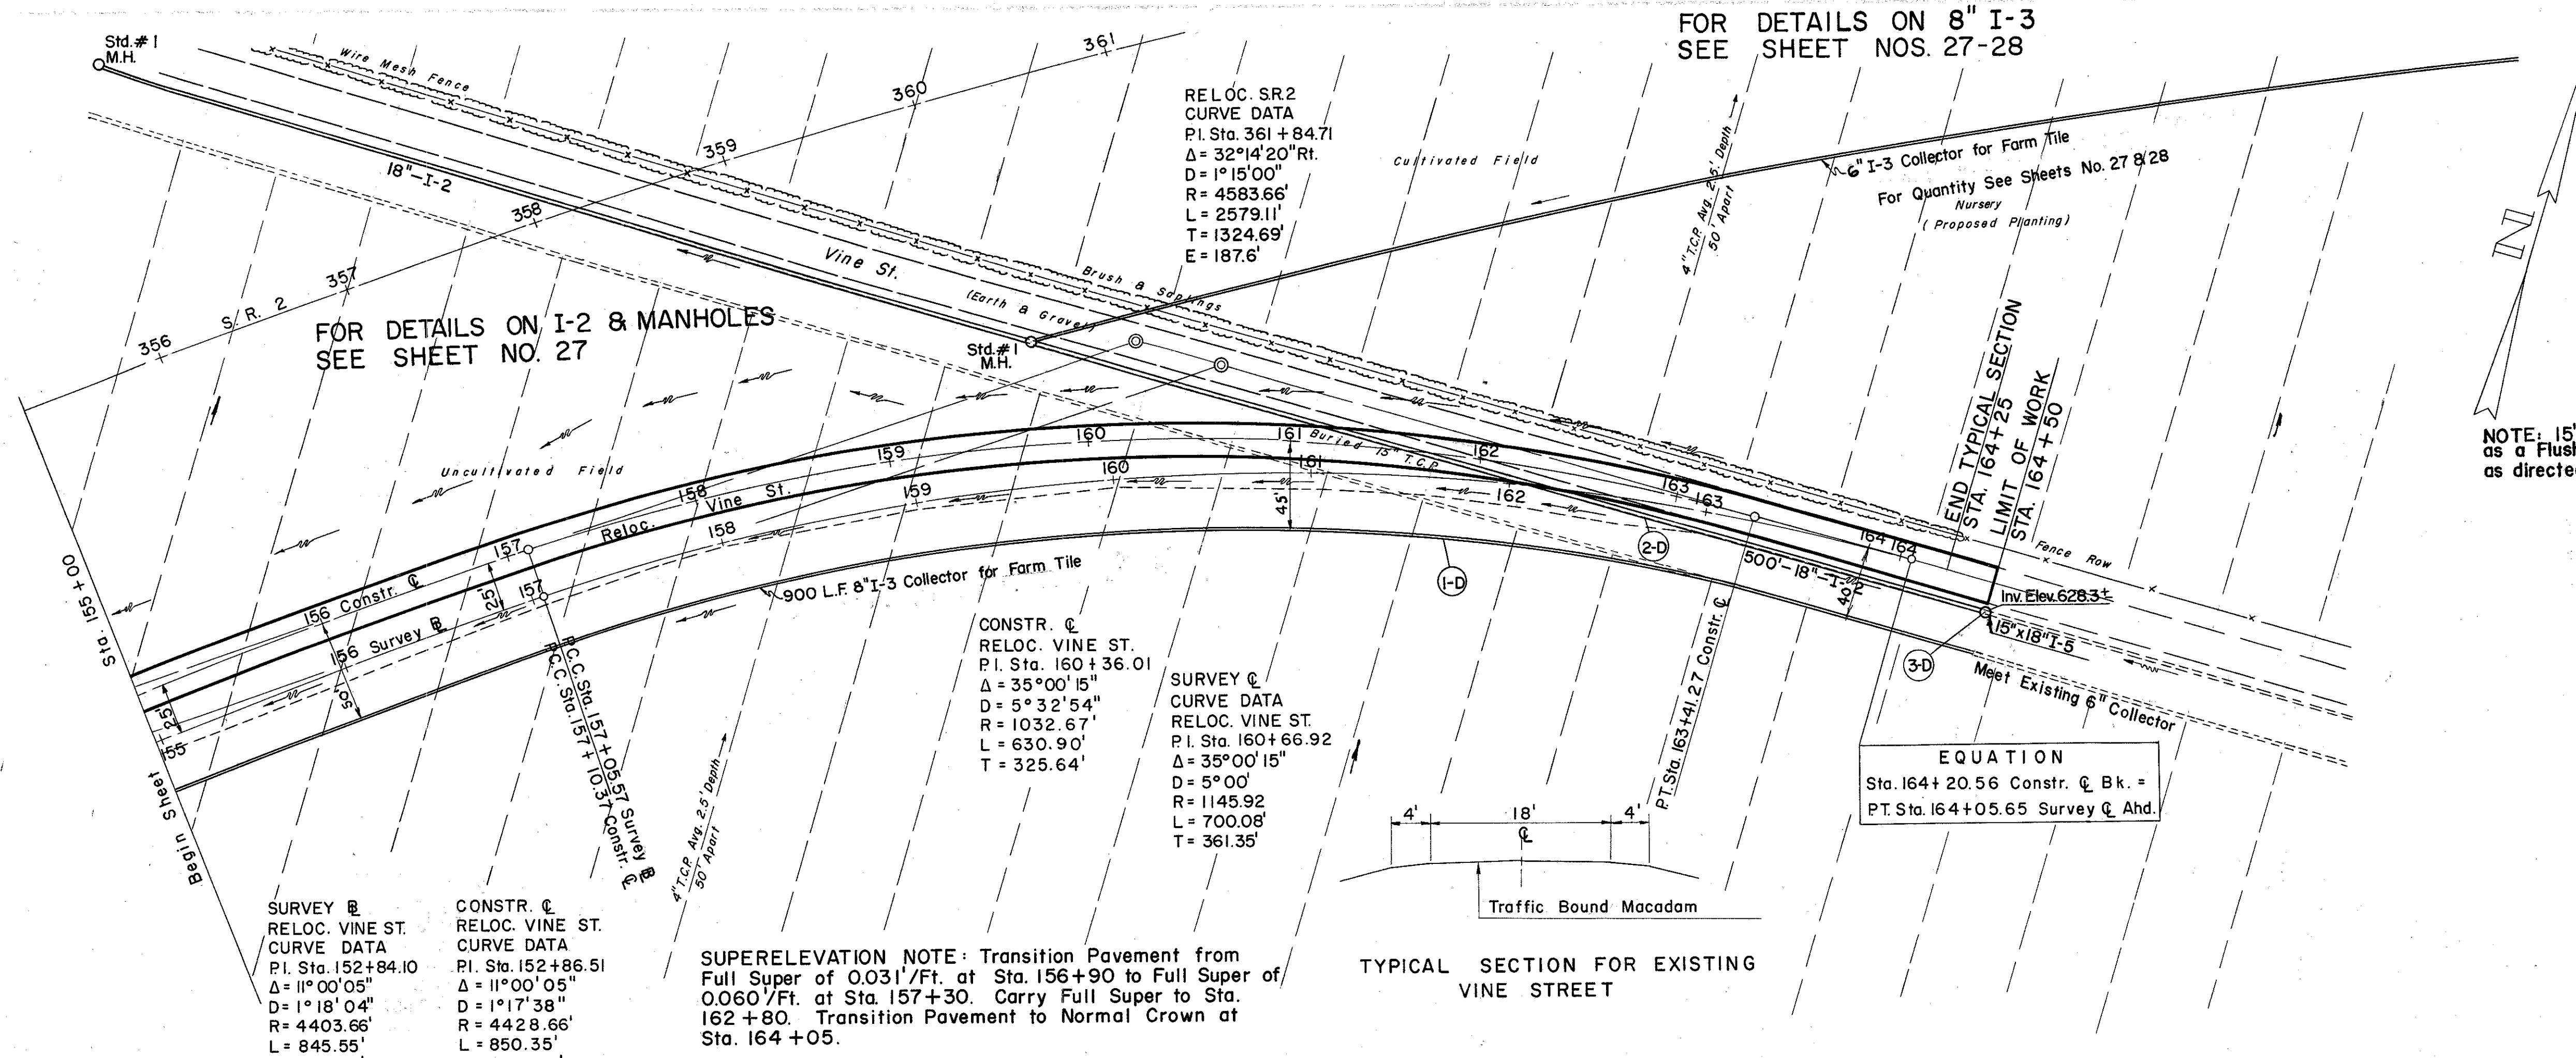 FOR DETAILS ON 8" I-3
SEE SHEET NOS. 27-28
Std.# 1
M.H.
Wire Mesh Fence
361
360
359
358
357
356
S.R. 2
18"-I-2
RELOC. S.R.2
CURVE DATA
P.I. Sta. 361 + 84.71
Δ = 32°14'20"Rt.
D = 1°15'00"
R = 4583.66'
L = 2579.11'
T = 1324.69'
E = 187.6'
Cultivated Field
4" T.C.P. Avg. 2.5' Depth
50' Apart
6" I-3 Collector for Farm Tile
For Quantity See Sheets No. 27 & 28
Nursery
( Proposed Planting)
N
Vine St.
(Earth & Gravel)
Brush & Saplings
FOR DETAILS ON I-2 & MANHOLES
SEE SHEET NO. 27
Std.#1
M.H.
END TYPICAL SECTION
STA. 164+25
LIMIT OF WORK
STA. 164+50
NOTE: 15'
as a Flush
as directe
Uncultivated Field
Buried 15" T.C.P.
157 158 159 160 161 162 163 164
157 158 159 160 161 162 163 164
Reloc. Vine St.
Fence Row
45'
2-D
1-D
500'-18"-I-2
40'
Inv. Elev. 628.3±
15"x18" I-5
3-D
Meet Existing 6" Collector
900 L.F. 8" I-3 Collector for Farm Tile
156 Constr. ℄
156 Survey BL
25'
50'
25'
155
Sta. 155+00
Begin Sheet
P.C.C. Sta. 157+05.57 Survey BL
P.C.C. Sta. 157+10.37 Constr. ℄
4" T.C.P. Avg. 2.5' Depth
50' Apart
CONSTR. ℄
RELOC. VINE ST.
P.I. Sta. 160+36.01
Δ = 35°00'15"
D = 5°32'54"
R = 1032.67'
L = 630.90'
T = 325.64'
SURVEY ℄
CURVE DATA
RELOC. VINE ST.
P.I. Sta. 160+66.92
Δ = 35°00'15"
D = 5°00'
R = 1145.92
L = 700.08'
T = 361.35'
P.T. Sta. 163+41.27 Constr. ℄
EQUATION
Sta. 164+20.56 Constr. ℄ Bk. =
P.T. Sta. 164+05.65 Survey ℄ Ahd.
4' 18' 4'
℄
Traffic Bound Macadam
TYPICAL SECTION FOR EXISTING
VINE STREET
SURVEY BL
RELOC. VINE ST.
CURVE DATA
P.I. Sta. 152+84.10
Δ = 11°00'05"
D = 1°18'04"
R = 4403.66'
L = 845.55'
CONSTR. ℄
RELOC. VINE ST.
CURVE DATA
P.I. Sta. 152+86.51
Δ = 11°00'05"
D = 1°17'38"
R = 4428.66'
L = 850.35'
SUPERELEVATION NOTE: Transition Pavement from
Full Super of 0.031'/Ft. at Sta. 156+90 to Full Super of
0.060'/Ft. at Sta. 157+30. Carry Full Super to Sta.
162+80. Transition Pavement to Normal Crown at
Sta. 164+05.